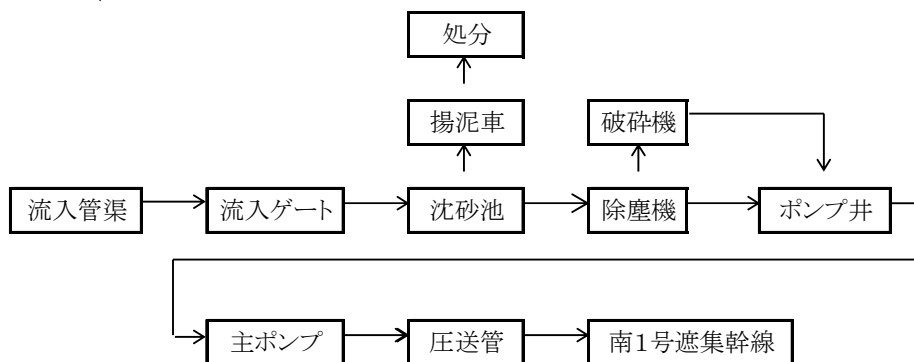 処分
揚泥車
破砕機
流入管渠
流入ゲート
沈砂池
除塵機
ポンプ井
主ポンプ
圧送管
南1号遮集幹線